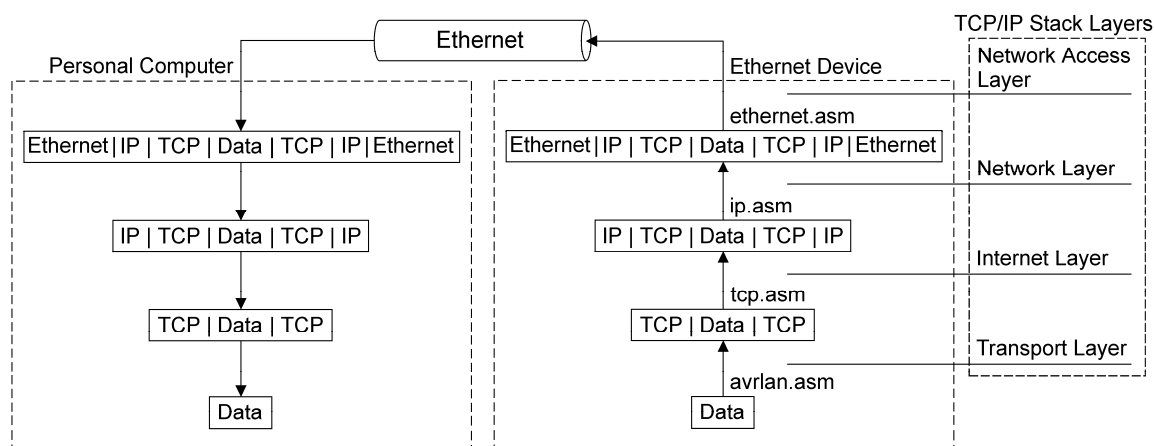 Ethernet
TCP/IP Stack Layers
Personal Computer
Ethernet Device
Network Access
Layer
ethernet.asm
Ethernet | IP | TCP | Data | TCP | IP | Ethernet
Ethernet | IP | TCP | Data | TCP | IP | Ethernet
Network Layer
ip.asm
IP | TCP | Data | TCP | IP
IP | TCP | Data | TCP | IP
Internet Layer
tcp.asm
TCP | Data | TCP
TCP | Data | TCP
Transport Layer
avrlan.asm
Data
Data